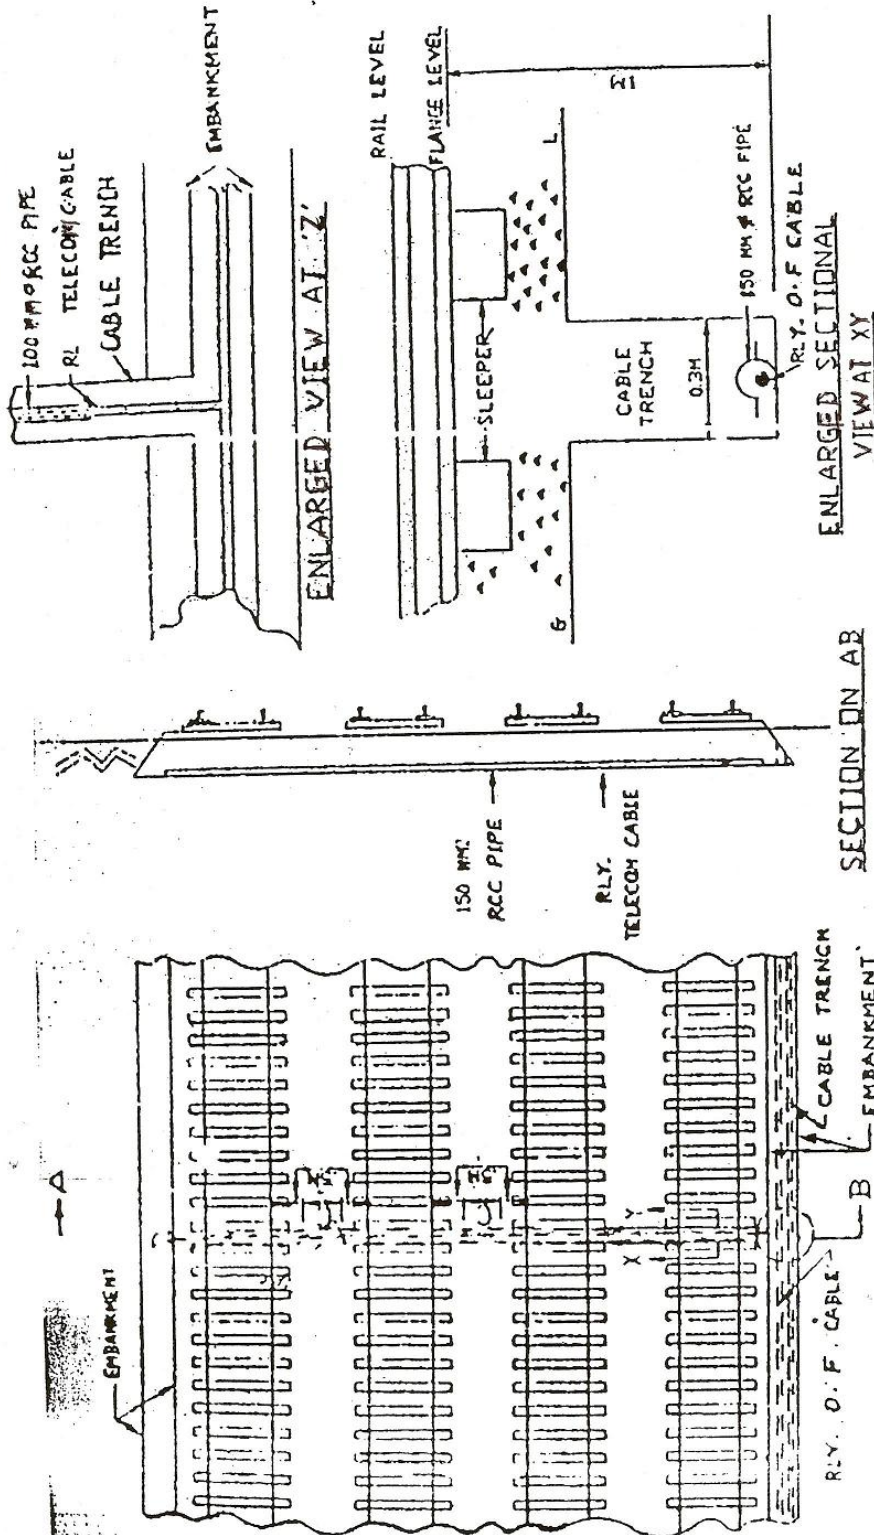 100 MM Φ RCC PIPE
RL TELECOM CABLE
CABLE TRENCH
EMBANKMENT
ENLARGED VIEW AT 'Z'
RAIL LEVEL
FLANGE LEVEL
1M
SLEEPER
G
L
CABLE
TRENCH
0.3M
150 MM Φ RCC PIPE
RLY. O.F CABLE
ENLARGED SECTIONAL
VIEW AT XY
150 MM
RCC PIPE
RLY.
TELECOM CABLE
SECTION ON AB
A
EMBANKMENT
X
Y
RLY. O.F. CABLE
B
CABLE TRENCH
EMBANKMENT